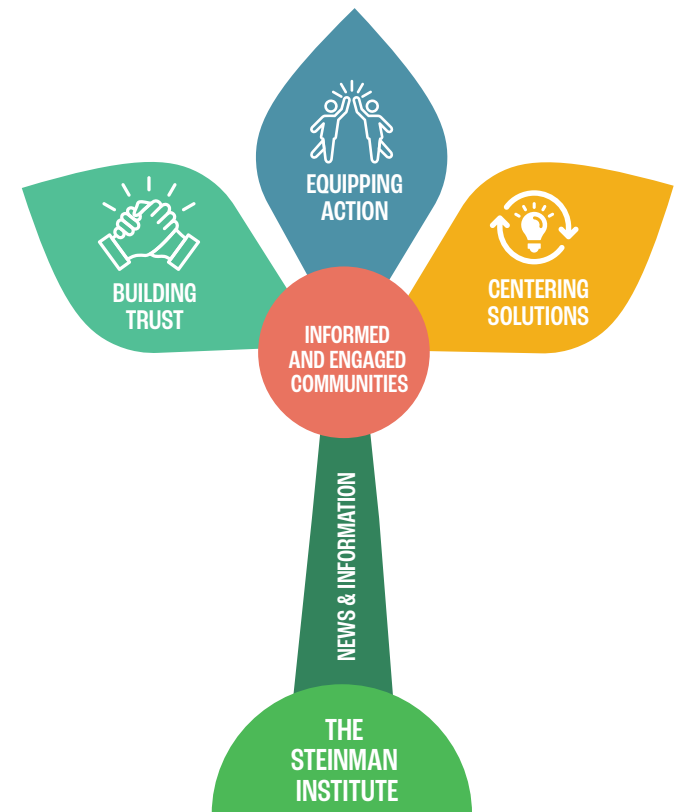 EQUIPPING
ACTION
BUILDING
TRUST
CENTERING
SOLUTIONS
INFORMED
AND ENGAGED
COMMUNITIES
NEWS & INFORMATION
THE
STEINMAN
INSTITUTE